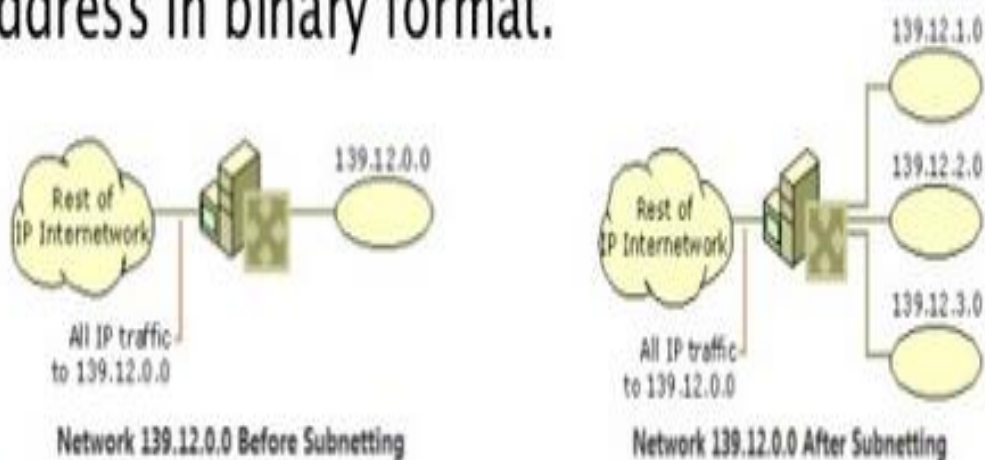 ddress in binary format.
Rest of
IP Internetwork
139.12.0.0
All IP traffic
to 139.12.0.0
Network 139.12.0.0 Before Subnetting
139.12.1.0
Rest of
IP Internetwork
139.12.2.0
139.12.3.0
All IP traffic
to 139.12.0.0
Network 139.12.0.0 After Subnetting